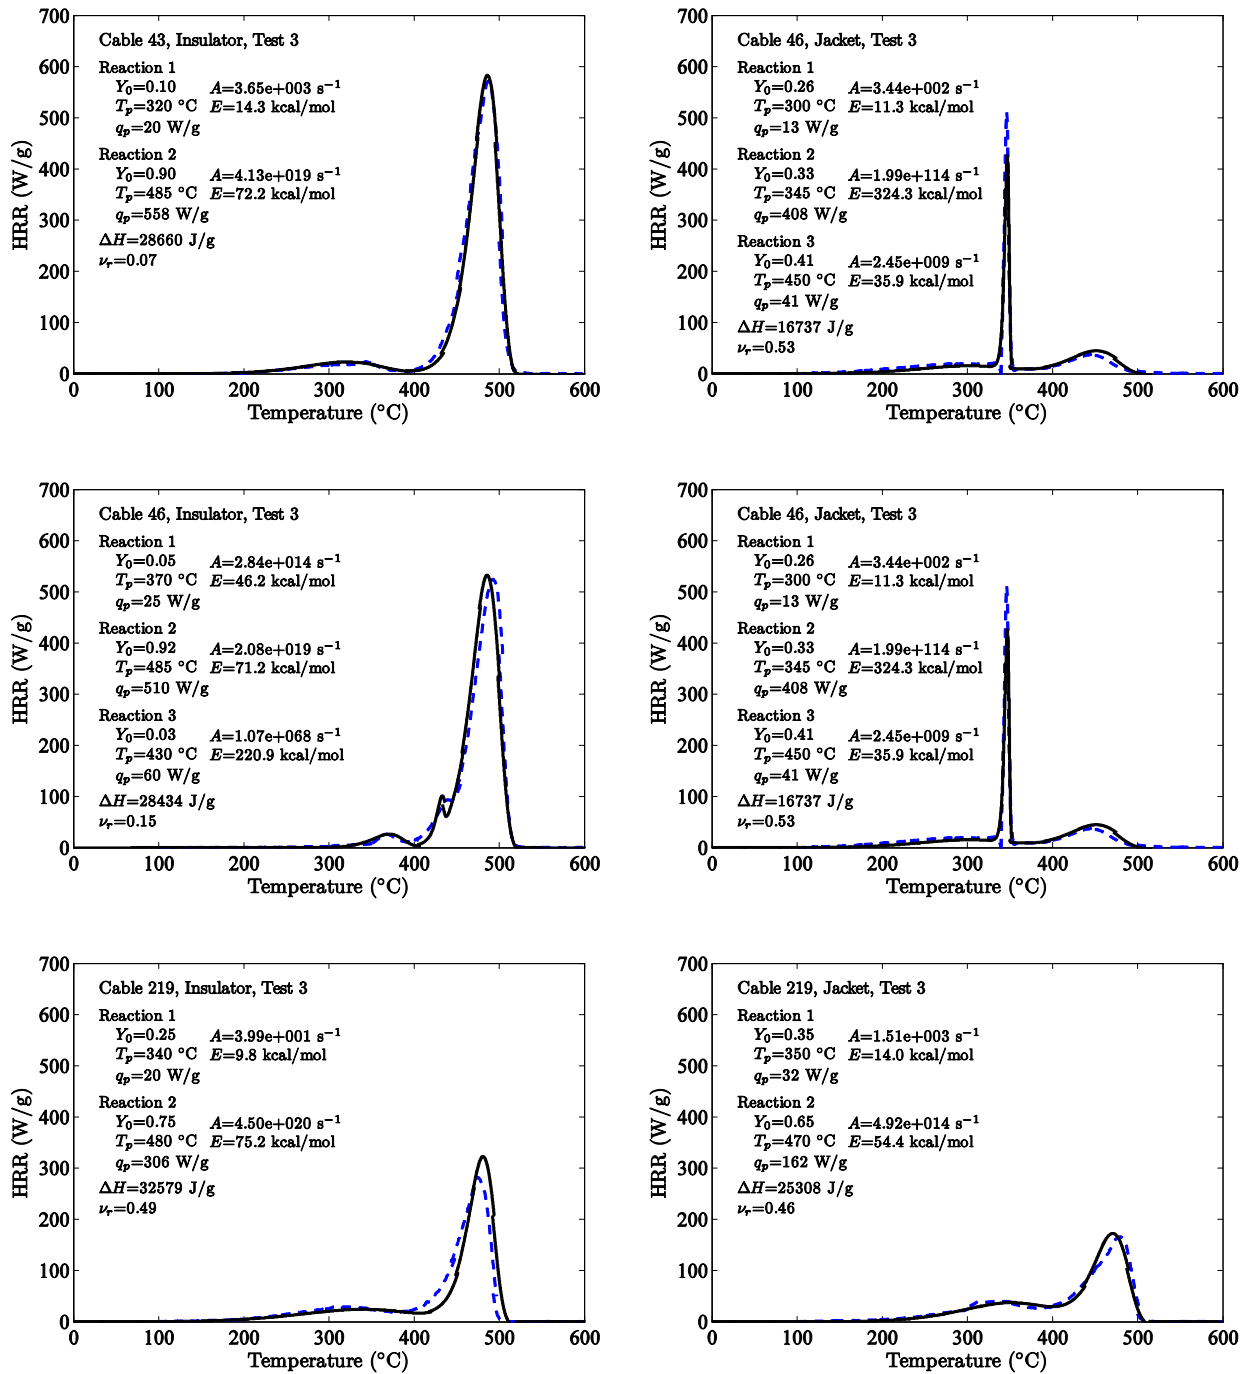 700
600
500
400
300
200
100
0
HRR (W/g)
Cable 43, Insulator, Test 3
Reaction 1
Y0=0.10 A=3.65e+003 s−1
Tp=320 °C E=14.3 kcal/mol
qp=20 W/g
Reaction 2
Y0=0.90 A=4.13e+019 s−1
Tp=485 °C E=72.2 kcal/mol
qp=558 W/g
ΔH=28660 J/g
νr=0.07
0 100 200 300 400 500 600
Temperature (°C)
700
600
500
400
300
200
100
0
HRR (W/g)
Cable 46, Jacket, Test 3
Reaction 1
Y0=0.26 A=3.44e+002 s−1
Tp=300 °C E=11.3 kcal/mol
qp=13 W/g
Reaction 2
Y0=0.33 A=1.99e+114 s−1
Tp=345 °C E=324.3 kcal/mol
qp=408 W/g
Reaction 3
Y0=0.41 A=2.45e+009 s−1
Tp=450 °C E=35.9 kcal/mol
qp=41 W/g
ΔH=16737 J/g
νr=0.53
0 100 200 300 400 500 600
Temperature (°C)
700
600
500
400
300
200
100
0
HRR (W/g)
Cable 46, Insulator, Test 3
Reaction 1
Y0=0.05 A=2.84e+014 s−1
Tp=370 °C E=46.2 kcal/mol
qp=25 W/g
Reaction 2
Y0=0.92 A=2.08e+019 s−1
Tp=485 °C E=71.2 kcal/mol
qp=510 W/g
Reaction 3
Y0=0.03 A=1.07e+068 s−1
Tp=430 °C E=220.9 kcal/mol
qp=60 W/g
ΔH=28434 J/g
νr=0.15
0 100 200 300 400 500 600
Temperature (°C)
700
600
500
400
300
200
100
0
HRR (W/g)
Cable 46, Jacket, Test 3
Reaction 1
Y0=0.26 A=3.44e+002 s−1
Tp=300 °C E=11.3 kcal/mol
qp=13 W/g
Reaction 2
Y0=0.33 A=1.99e+114 s−1
Tp=345 °C E=324.3 kcal/mol
qp=408 W/g
Reaction 3
Y0=0.41 A=2.45e+009 s−1
Tp=450 °C E=35.9 kcal/mol
qp=41 W/g
ΔH=16737 J/g
νr=0.53
0 100 200 300 400 500 600
Temperature (°C)
700
600
500
400
300
200
100
0
HRR (W/g)
Cable 219, Insulator, Test 3
Reaction 1
Y0=0.25 A=3.99e+001 s−1
Tp=340 °C E=9.8 kcal/mol
qp=20 W/g
Reaction 2
Y0=0.75 A=4.50e+020 s−1
Tp=480 °C E=75.2 kcal/mol
qp=306 W/g
ΔH=32579 J/g
νr=0.49
0 100 200 300 400 500 600
Temperature (°C)
700
600
500
400
300
200
100
0
HRR (W/g)
Cable 219, Jacket, Test 3
Reaction 1
Y0=0.35 A=1.51e+003 s−1
Tp=350 °C E=14.0 kcal/mol
qp=32 W/g
Reaction 2
Y0=0.65 A=4.92e+014 s−1
Tp=470 °C E=54.4 kcal/mol
qp=162 W/g
ΔH=25308 J/g
νr=0.46
0 100 200 300 400 500 600
Temperature (°C)